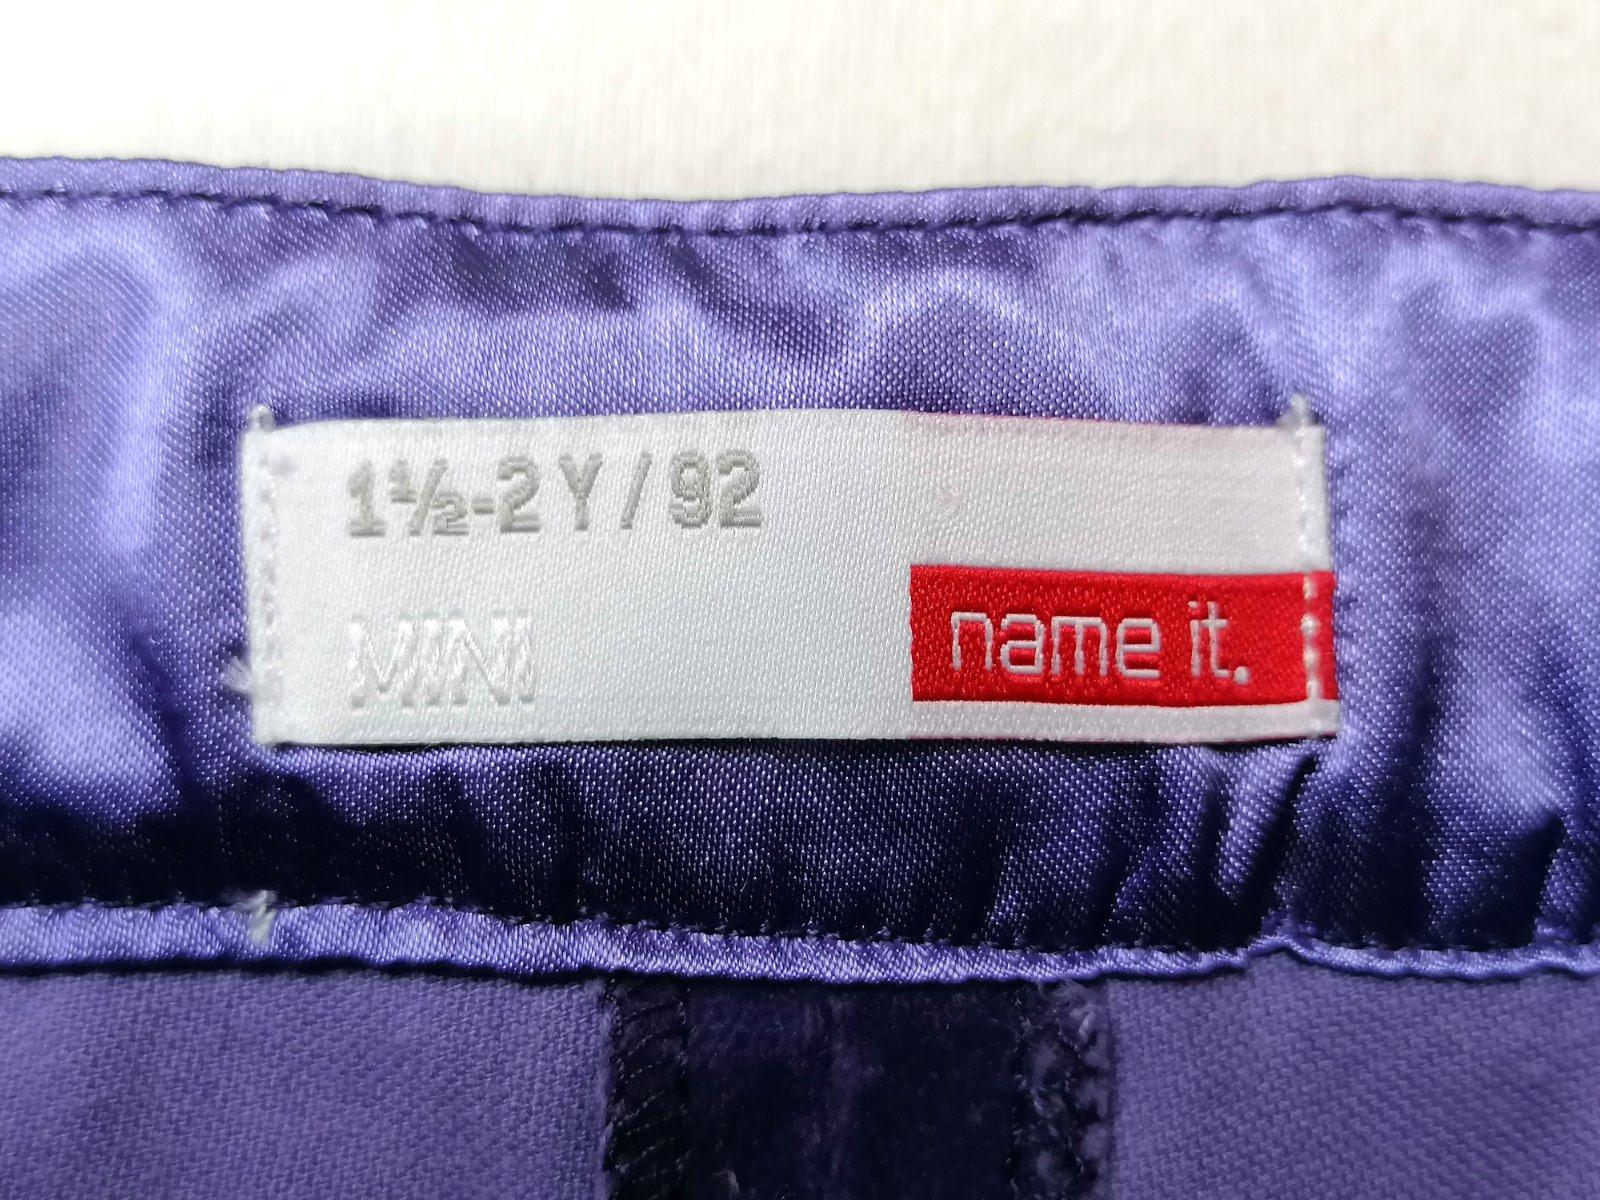 1½-2 Y / 92
MINI
name it.